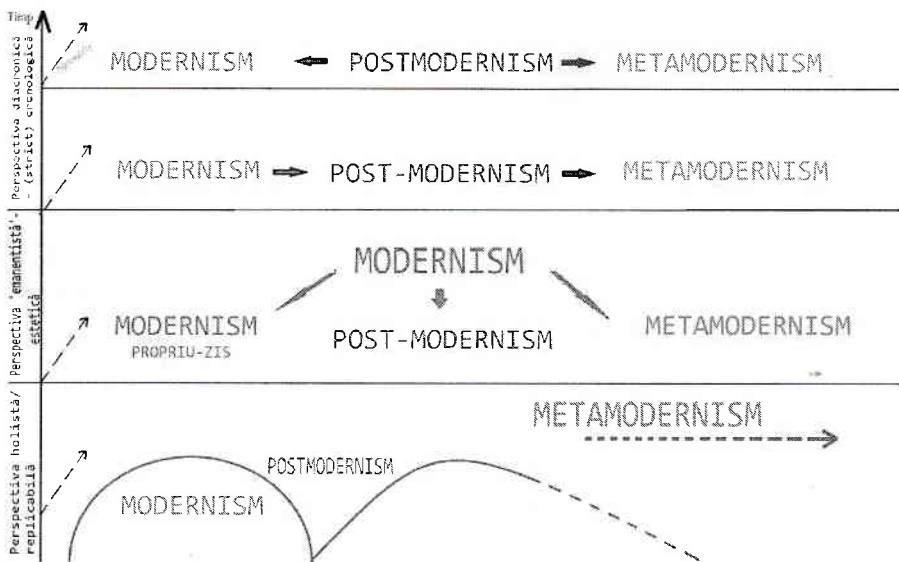 Timp
MODERNISM POSTMODERNISM METAMODERNISM
Perspectiva diacronică
- (strict) cronologică
MODERNISM POST-MODERNISM METAMODERNISM
Perspectiva 'emanentistă'-
estetică
MODERNISM
MODERNISM POST-MODERNISM METAMODERNISM
PROPRIU-ZIS
Perspectiva holistă/
replicabilă
METAMODERNISM
POSTMODERNISM
MODERNISM